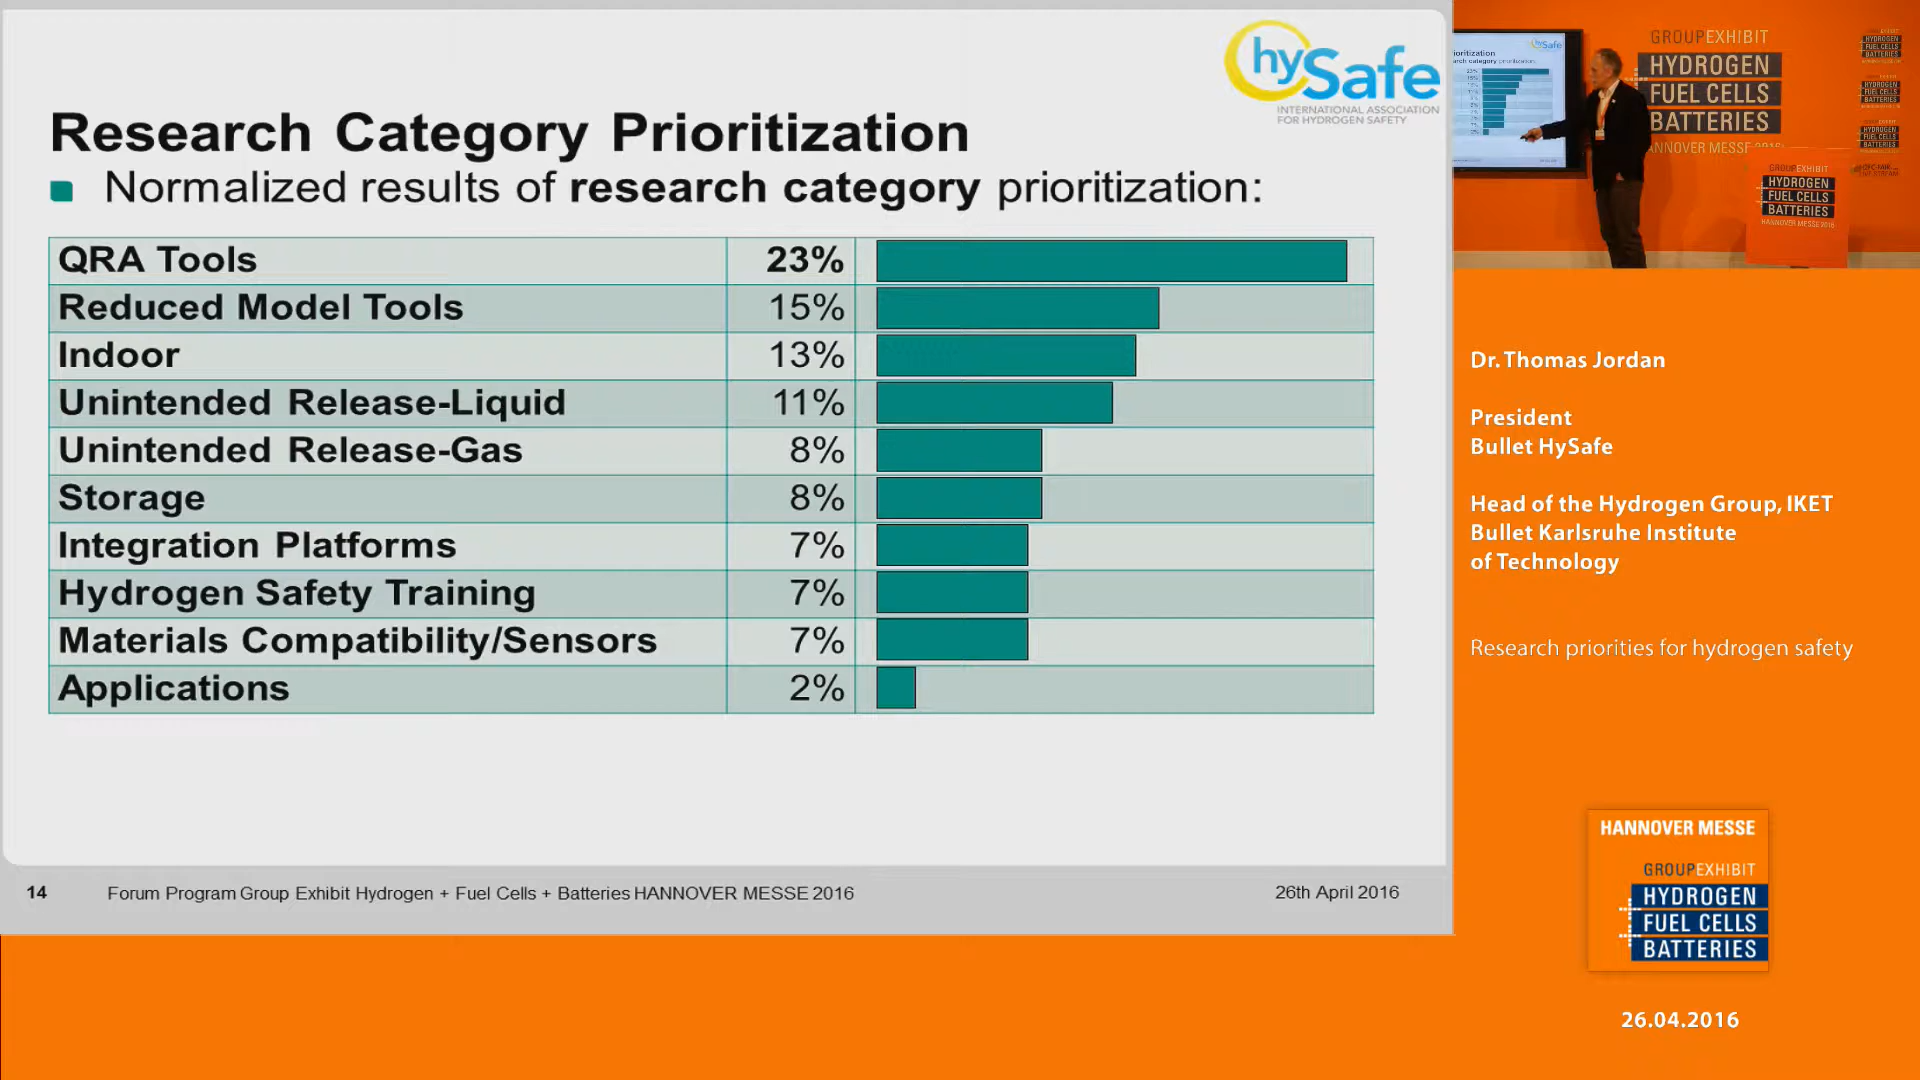 hySafe
INTERNATIONAL ASSOCIATION
FOR HYDROGEN SAFETY
Research Category Prioritization
Normalized results of research category prioritization:
QRA Tools 23%
Reduced Model Tools 15%
Indoor 13%
Unintended Release-Liquid 11%
Unintended Release-Gas 8%
Storage 8%
Integration Platforms 7%
Hydrogen Safety Training 7%
Materials Compatibility/Sensors 7%
Applications 2%
14 Forum Program Group Exhibit Hydrogen + Fuel Cells + Batteries HANNOVER MESSE 2016 26th April 2016
GROUPEXHIBIT
HYDROGEN
FUEL CELLS
BATTERIES
GROUPEXHIBIT
HYDROGEN
FUEL CELLS
BATTERIES
HANNOVER MESSE 2016
Dr. Thomas Jordan
President
Bullet HySafe
Head of the Hydrogen Group, IKET
Bullet Karlsruhe Institute
of Technology
Research priorities for hydrogen safety
HANNOVER MESSE
GROUPEXHIBIT
HYDROGEN
FUEL CELLS
BATTERIES
26.04.2016